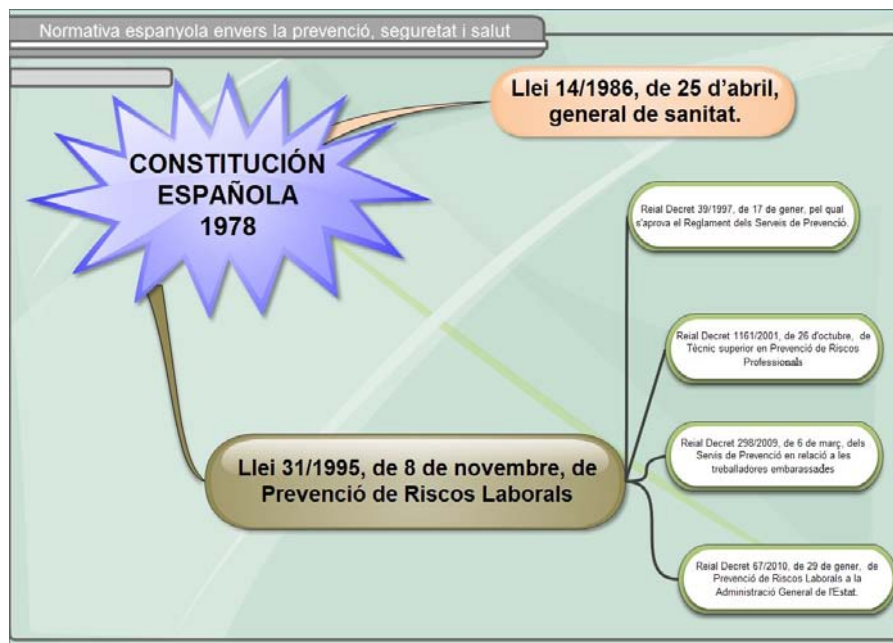 Normativa espanyola envers la prevenció, seguretat i salut
Llei 14/1986, de 25 d'abril,
general de sanitat.
CONSTITUCIÓN
ESPAÑOLA
1978
Reial Decret 39/1997, de 17 de gener, pel qual
s'aprova el Reglament dels Serveis de Prevenció.
Reial Decret 1161/2001, de 26 d'octubre, de
Tècnic superior en Prevenció de Riscos
Professionals
Reial Decret 298/2009, de 6 de març, dels
Servis de Prevenció en relació a les
treballadores embarassades
Llei 31/1995, de 8 de novembre, de
Prevenció de Riscos Laborals
Reial Decret 67/2010, de 29 de gener, de
Prevenció de Riscos Laborals a la
Administració General de l'Estat.